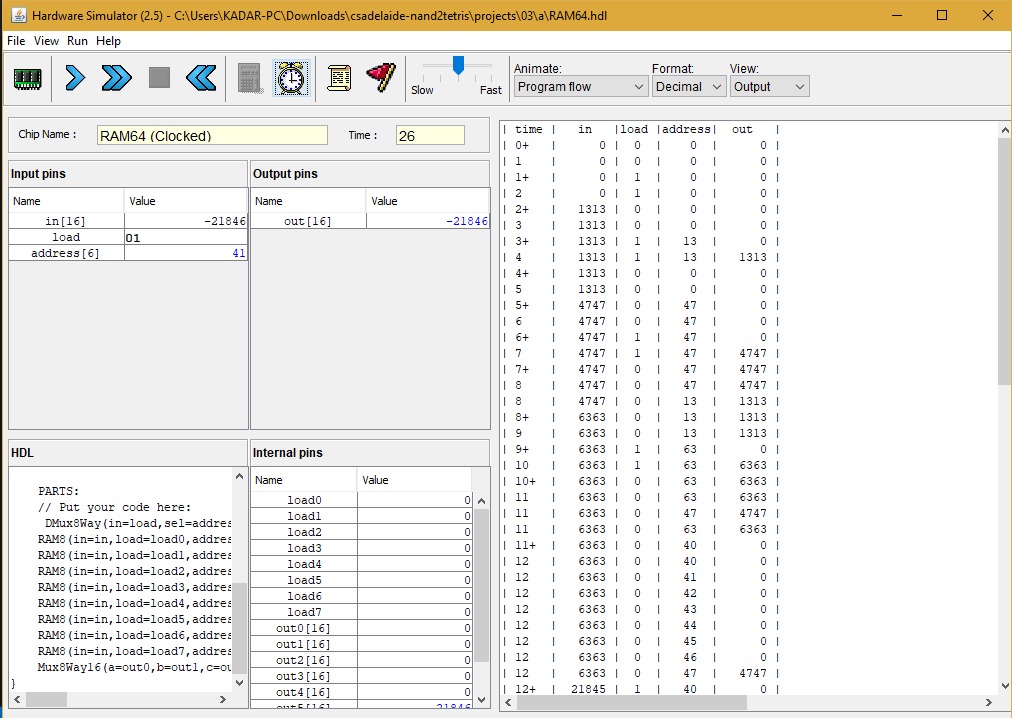 Hardware Simulator (2.5) - C:\Users\KADAR-PC\Downloads\csadelaide-nand2tetris\projects\03\a\RAM64.hdl
File View Run Help
Slow Fast
Animate: Format: View:
Program flow Decimal Output
Chip Name : RAM64 (Clocked) Time : 26
Input pins
Name Value
in[16] -21846
load 01
address[6] 41
Output pins
Name Value
out[16] -21846
HDL
PARTS:
// Put your code here:
DMux8Way(in=load,sel=addres
RAM8(in=in,load=load0,addre
RAM8(in=in,load=load1,addre
RAM8(in=in,load=load2,addre
RAM8(in=in,load=load3,addre
RAM8(in=in,load=load4,addre
RAM8(in=in,load=load5,addre
RAM8(in=in,load=load6,addre
RAM8(in=in,load=load7,addre
Mux8Way16(a=out0,b=out1,c=ou
}
Internal pins
Name Value
load0 0
load1 0
load2 0
load3 0
load4 0
load5 0
load6 0
load7 0
out0[16] 0
out1[16] 0
out2[16] 0
out3[16] 0
out4[16] 0
out5[16] -21846
| time | in |load |address| out |
| 0+ | 0 | 0 | 0 | 0 |
| 1 | 0 | 0 | 0 | 0 |
| 1+ | 0 | 1 | 0 | 0 |
| 2 | 0 | 1 | 0 | 0 |
| 2+ | 1313 | 0 | 0 | 0 |
| 3 | 1313 | 0 | 0 | 0 |
| 3+ | 1313 | 1 | 13 | 0 |
| 4 | 1313 | 1 | 13 | 1313 |
| 4+ | 1313 | 0 | 0 | 0 |
| 5 | 1313 | 0 | 0 | 0 |
| 5+ | 4747 | 0 | 47 | 0 |
| 6 | 4747 | 0 | 47 | 0 |
| 6+ | 4747 | 1 | 47 | 0 |
| 7 | 4747 | 1 | 47 | 4747 |
| 7+ | 4747 | 0 | 47 | 4747 |
| 8 | 4747 | 0 | 47 | 4747 |
| 8 | 4747 | 0 | 13 | 1313 |
| 8+ | 6363 | 0 | 13 | 1313 |
| 9 | 6363 | 0 | 13 | 1313 |
| 9+ | 6363 | 1 | 63 | 0 |
| 10 | 6363 | 1 | 63 | 6363 |
| 10+ | 6363 | 0 | 63 | 6363 |
| 11 | 6363 | 0 | 63 | 6363 |
| 11 | 6363 | 0 | 47 | 4747 |
| 11 | 6363 | 0 | 63 | 6363 |
| 11+ | 6363 | 0 | 40 | 0 |
| 12 | 6363 | 0 | 40 | 0 |
| 12 | 6363 | 0 | 41 | 0 |
| 12 | 6363 | 0 | 42 | 0 |
| 12 | 6363 | 0 | 43 | 0 |
| 12 | 6363 | 0 | 44 | 0 |
| 12 | 6363 | 0 | 45 | 0 |
| 12 | 6363 | 0 | 46 | 0 |
| 12 | 6363 | 0 | 47 | 4747 |
| 12+ | 21845 | 1 | 40 | 0 |